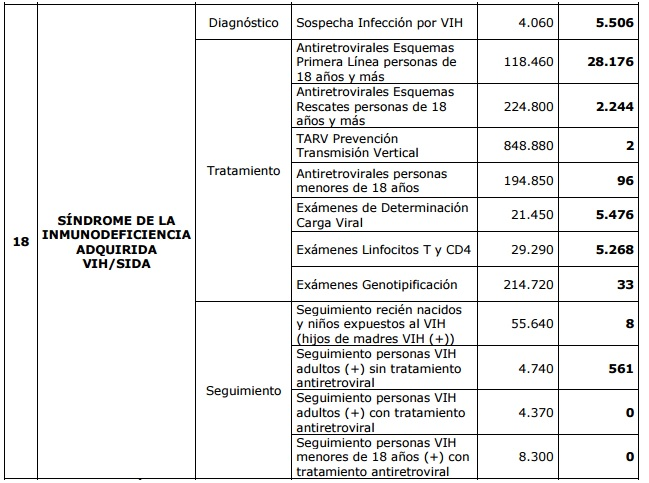 18
SÍNDROME DE LA
INMUNODEFICIENCIA
ADQUIRIDA
VIH/SIDA
Diagnóstico
Sospecha Infección por VIH 4.060 5.506
Tratamiento
Antiretrovirales Esquemas
Primera Línea personas de
18 años y más
118.460 28.176
Antiretrovirales Esquemas
Rescates personas de 18
años y más
224.800 2.244
TARV Prevención
Transmisión Vertical
848.880 2
Antiretrovirales personas
menores de 18 años
194.850 96
Exámenes de Determinación
Carga Viral
21.450 5.476
Exámenes Linfocitos T y CD4 29.290 5.268
Exámenes Genotipificación 214.720 33
Seguimiento
Seguimiento recién nacidos
y niños expuestos al VIH
(hijos de madres VIH (+))
55.640 8
Seguimiento personas VIH
adultos (+) sin tratamiento
antiretroviral
4.740 561
Seguimiento personas VIH
adultos (+) con tratamiento
antiretroviral
4.370 0
Seguimiento personas VIH
menores de 18 años (+) con
tratamiento antiretroviral
8.300 0